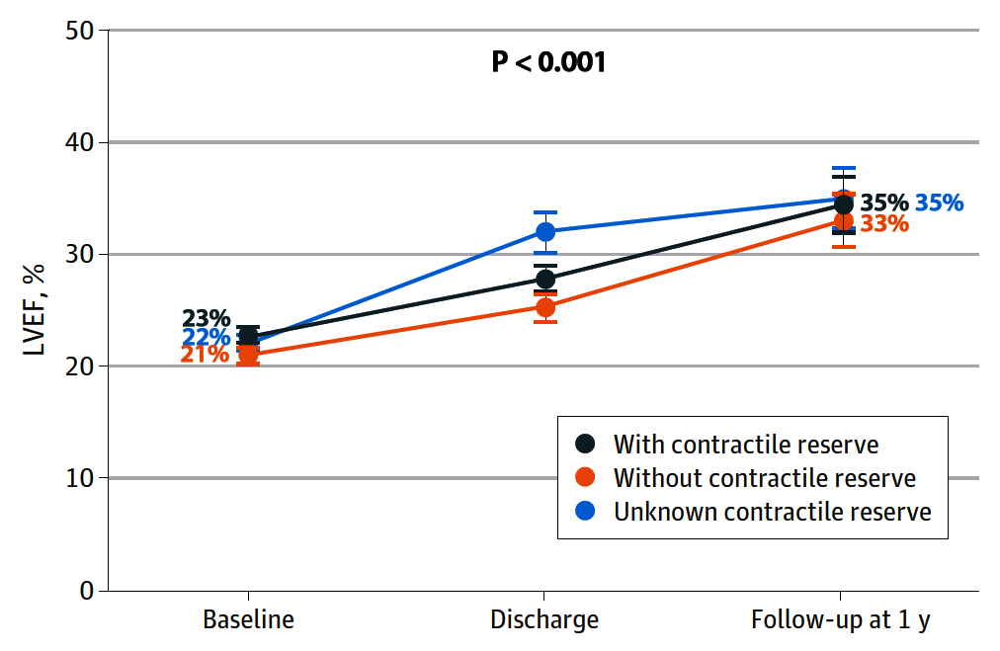 50
P < 0.001
40
35% 35%
33%
30
LVEF, %
23%
22%
21%
20
With contractile reserve
Without contractile reserve
Unknown contractile reserve
10
0
Baseline Discharge Follow-up at 1 y